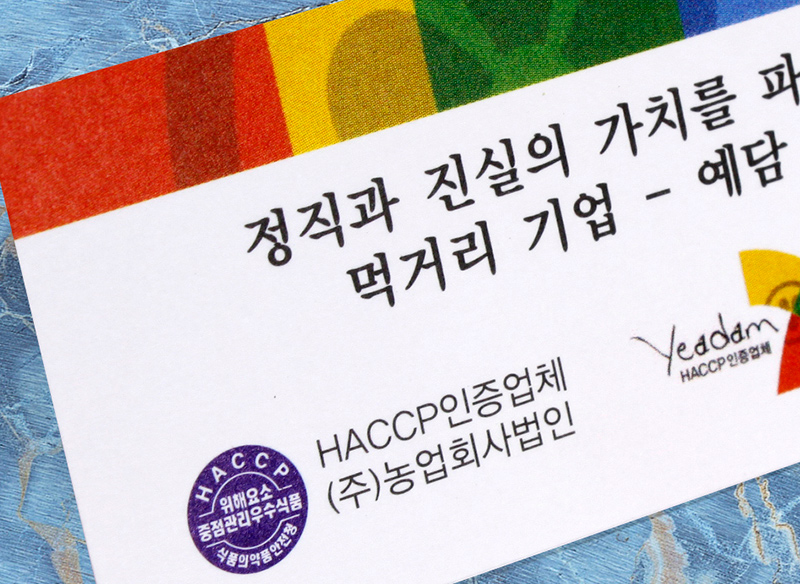 정직과 진실의 가치를 파
먹거리 기업 - 예담
Yeadam
HACCP인증업체
HACCP인증업체
(주)농업회사법인
HACCP
위해요소
중점관리우수식품
식품의약품안전청